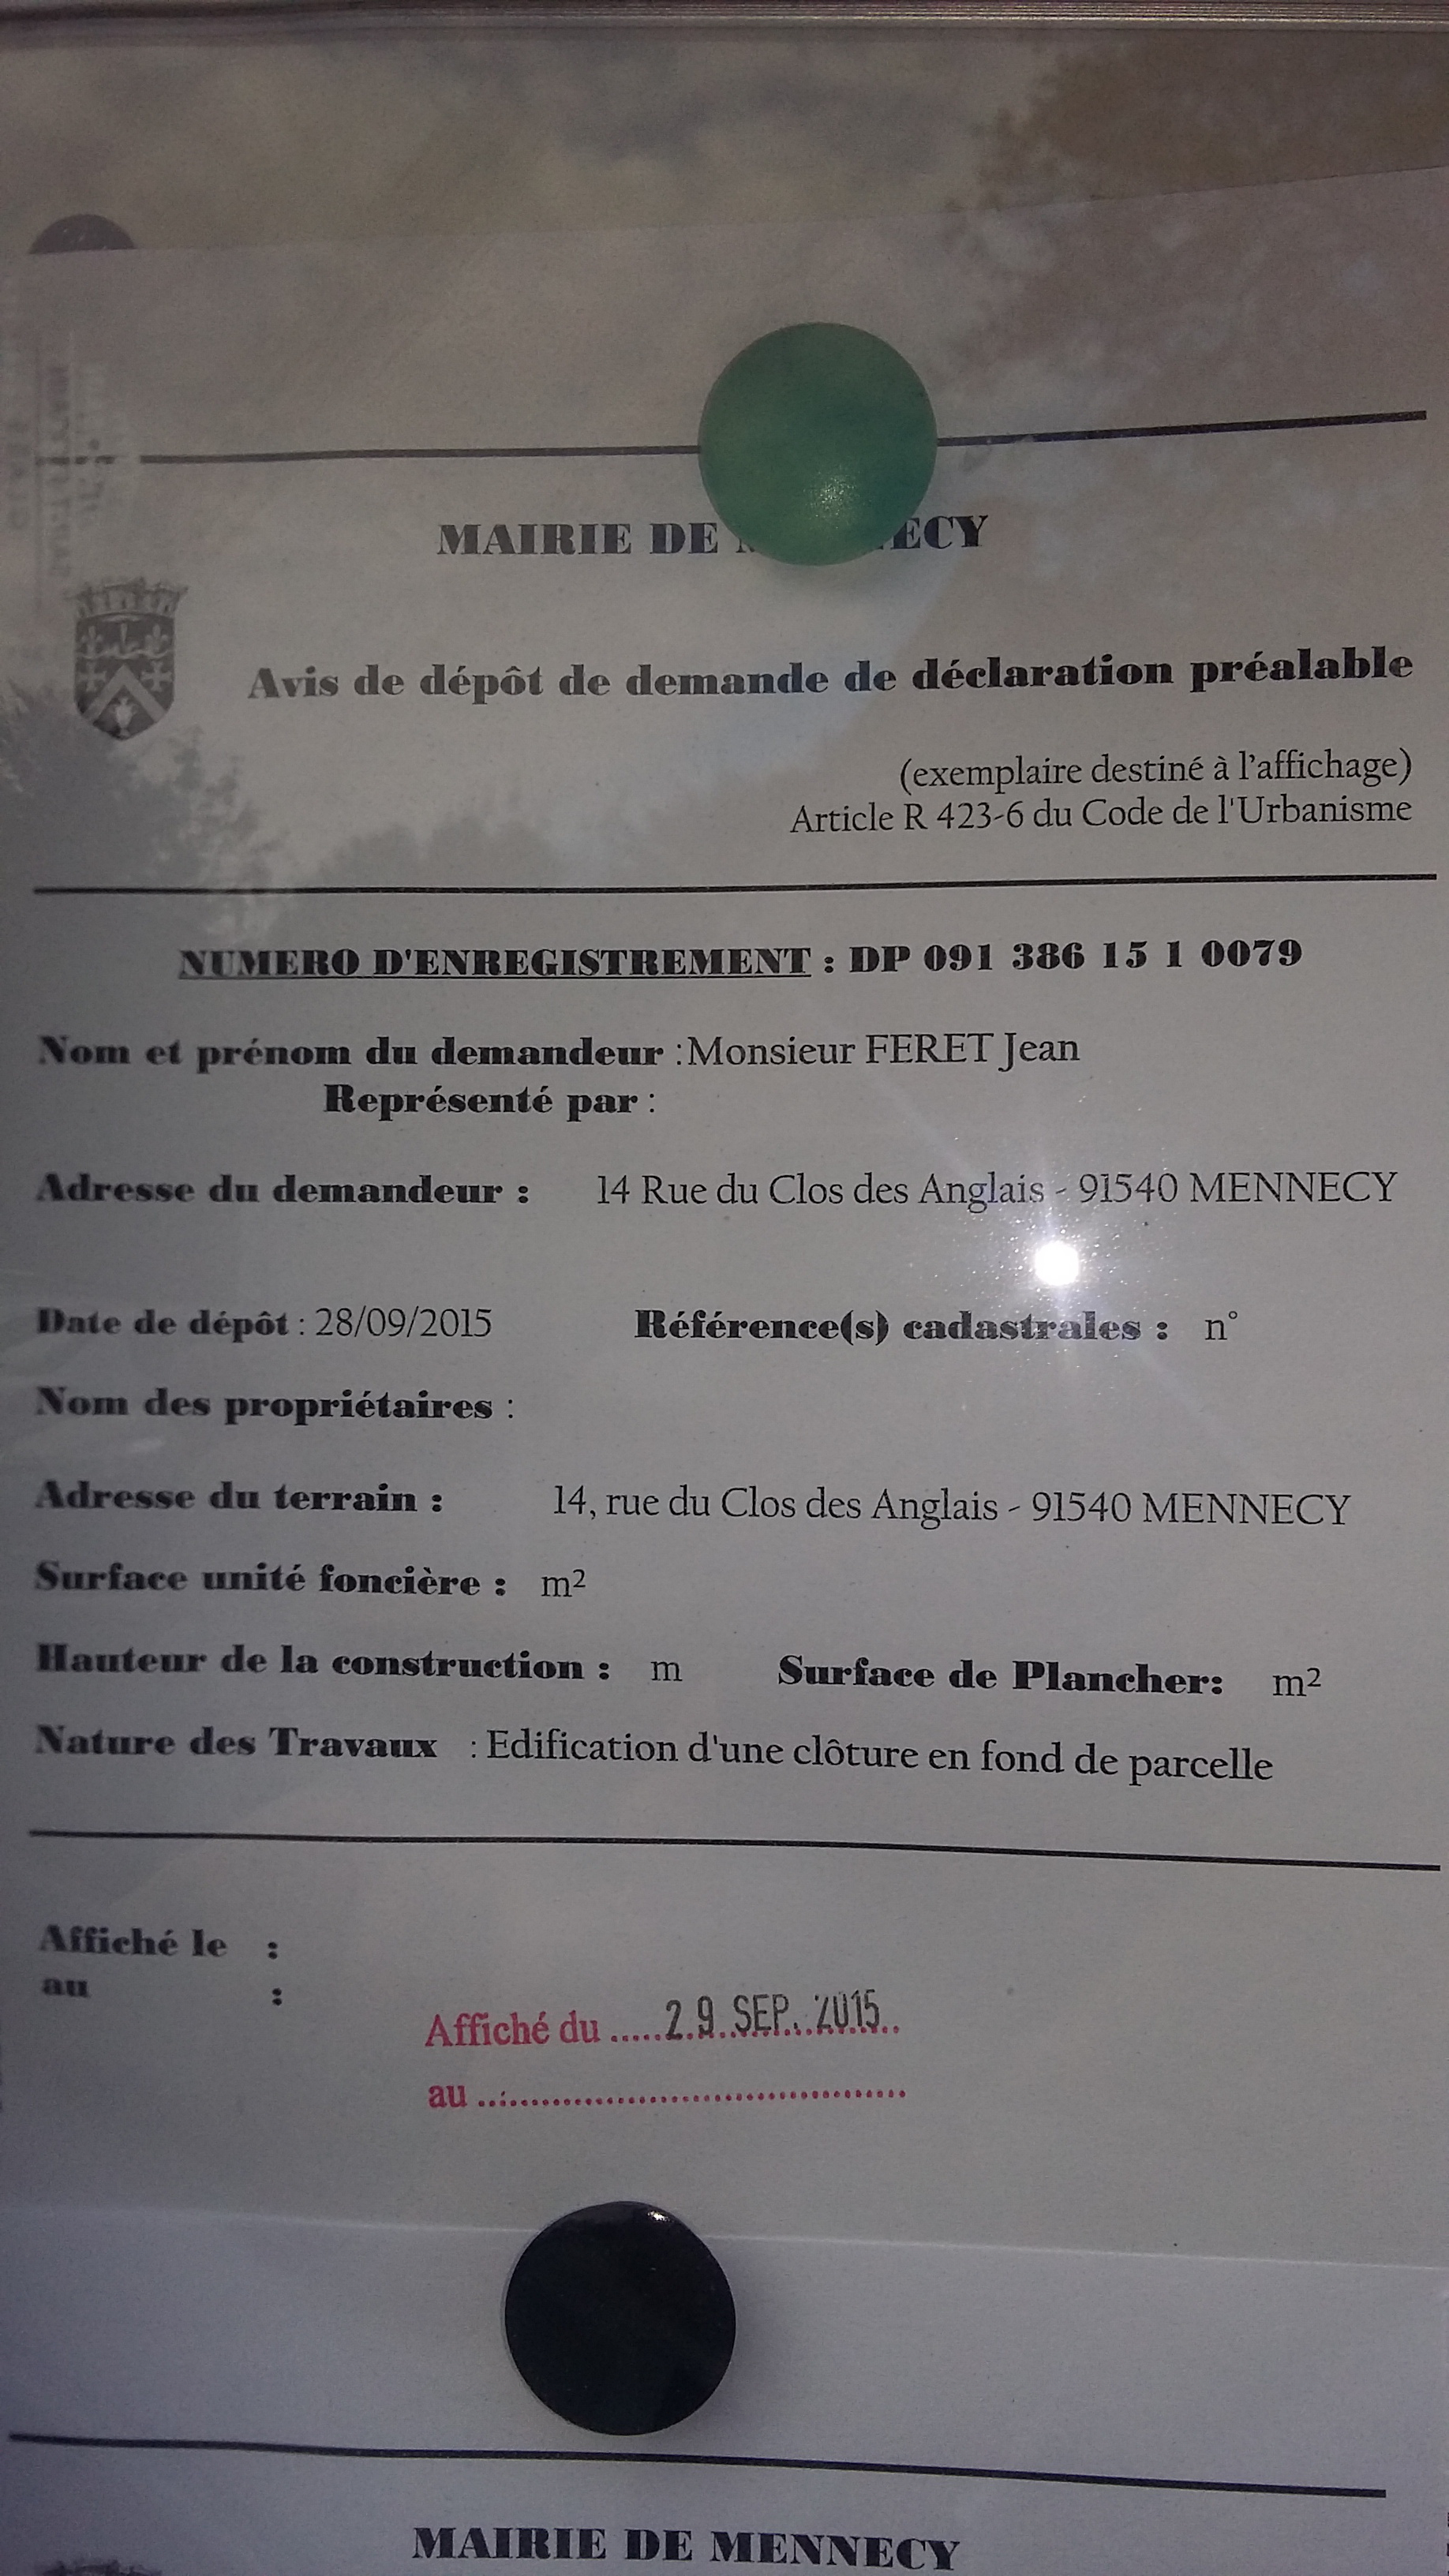 MAIRIE DE ECY
Avis de dépôt de demande de déclaration préalable
(exemplaire destiné à l'affichage)
Article R 423-6 du Code de l'Urbanisme
NUMERO D'ENREGISTREMENT : DP 091 386 15 1 0079
Nom et prénom du demandeur :Monsieur FERET Jean
Représenté par :
Adresse du demandeur : 14 Rue du Clos des Anglais - 91540 MENNECY
Date de dépôt : 28/09/2015 Référence(s) cadastrales : n°
Nom des propriétaires :
Adresse du terrain : 14, rue du Clos des Anglais - 91540 MENNECY
Surface unité foncière : m²
Hauteur de la construction : m Surface de Plancher: m²
Nature des Travaux : Edification d'une clôture en fond de parcelle
Affiché le :
au :
Affiché du ..... 29 SEP. 2015
au ..........
MAIRIE DE MENNECY